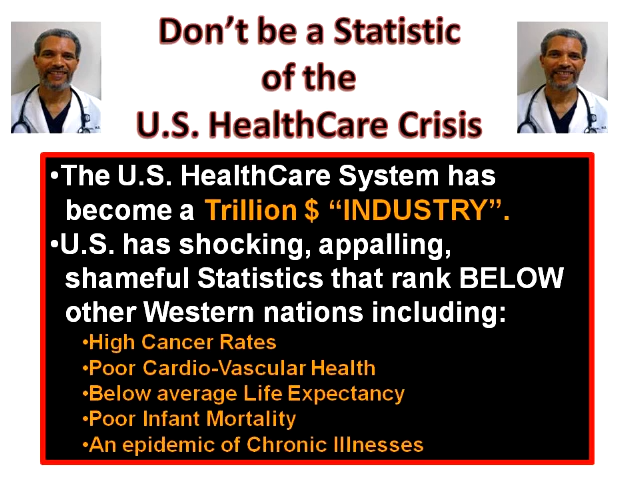 Don't be a Statistic
of the
U.S. HealthCare Crisis
•The U.S. HealthCare System has
become a Trillion $ “INDUSTRY”.
•U.S. has shocking, appalling,
shameful Statistics that rank BELOW
other Western nations including:
•High Cancer Rates
•Poor Cardio-Vascular Health
•Below average Life Expectancy
•Poor Infant Mortality
•An epidemic of Chronic Illnesses